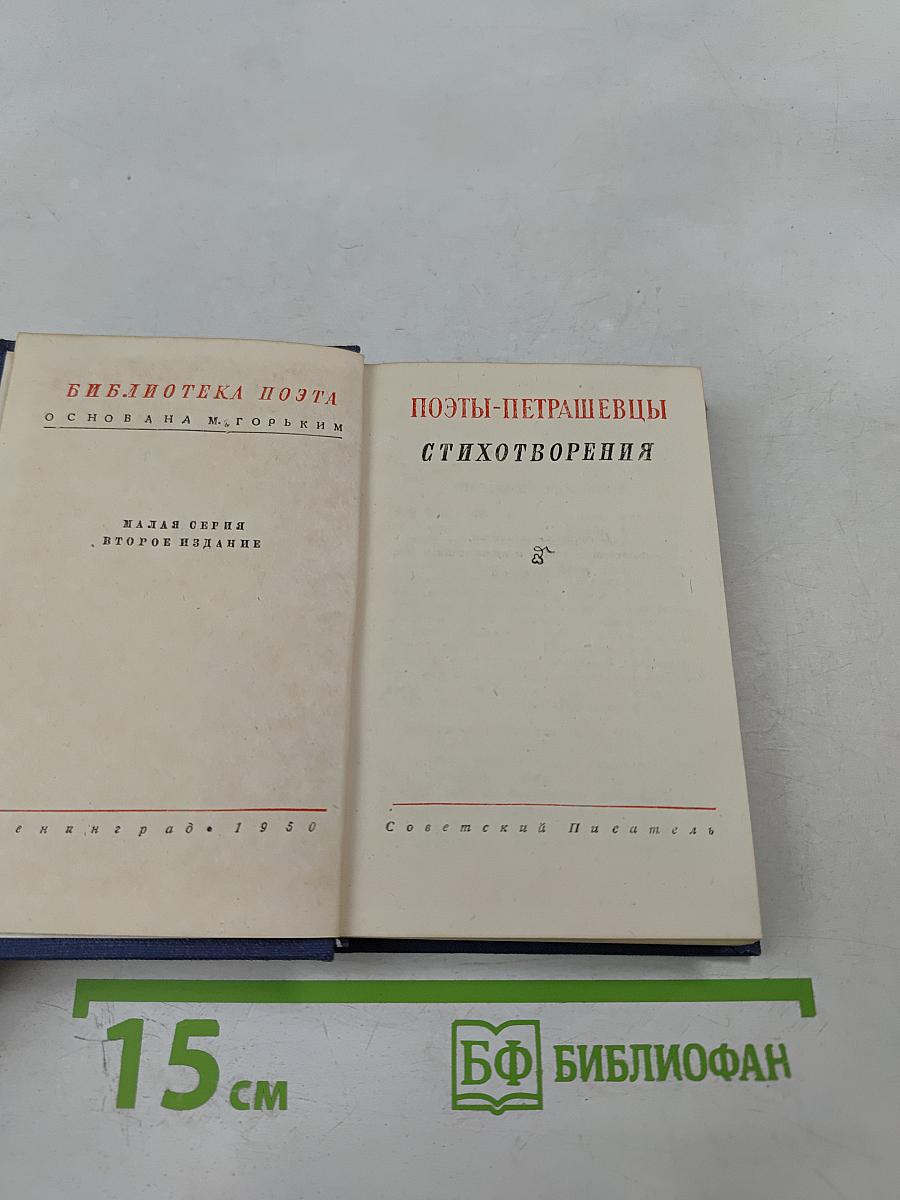 БИБЛИОТЕКА ПОЭТА
ОСНОВАНА М. ГОРЬКИМ
МАЛАЯ СЕРИЯ
ВТОРОЕ ИЗДАНИЕ
енинград • 1950
ПОЭТЫ-ПЕТРАШЕВЦЫ
СТИХОТВОРЕНИЯ
Советский Писатель
15 см
БФ БИБЛИОФАН